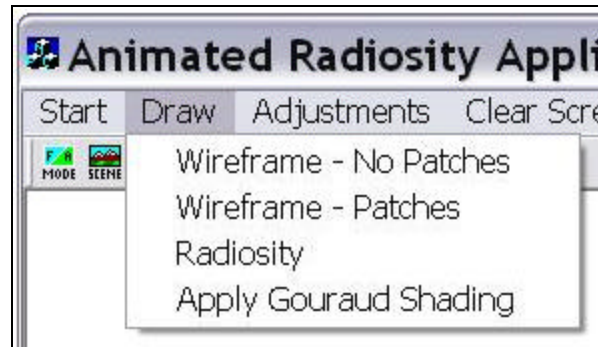 Animated Radiosity Appli
Start Draw Adjustments Clear Scre
F/A MODE SCENE
Wireframe - No Patches
Wireframe - Patches
Radiosity
Apply Gouraud Shading